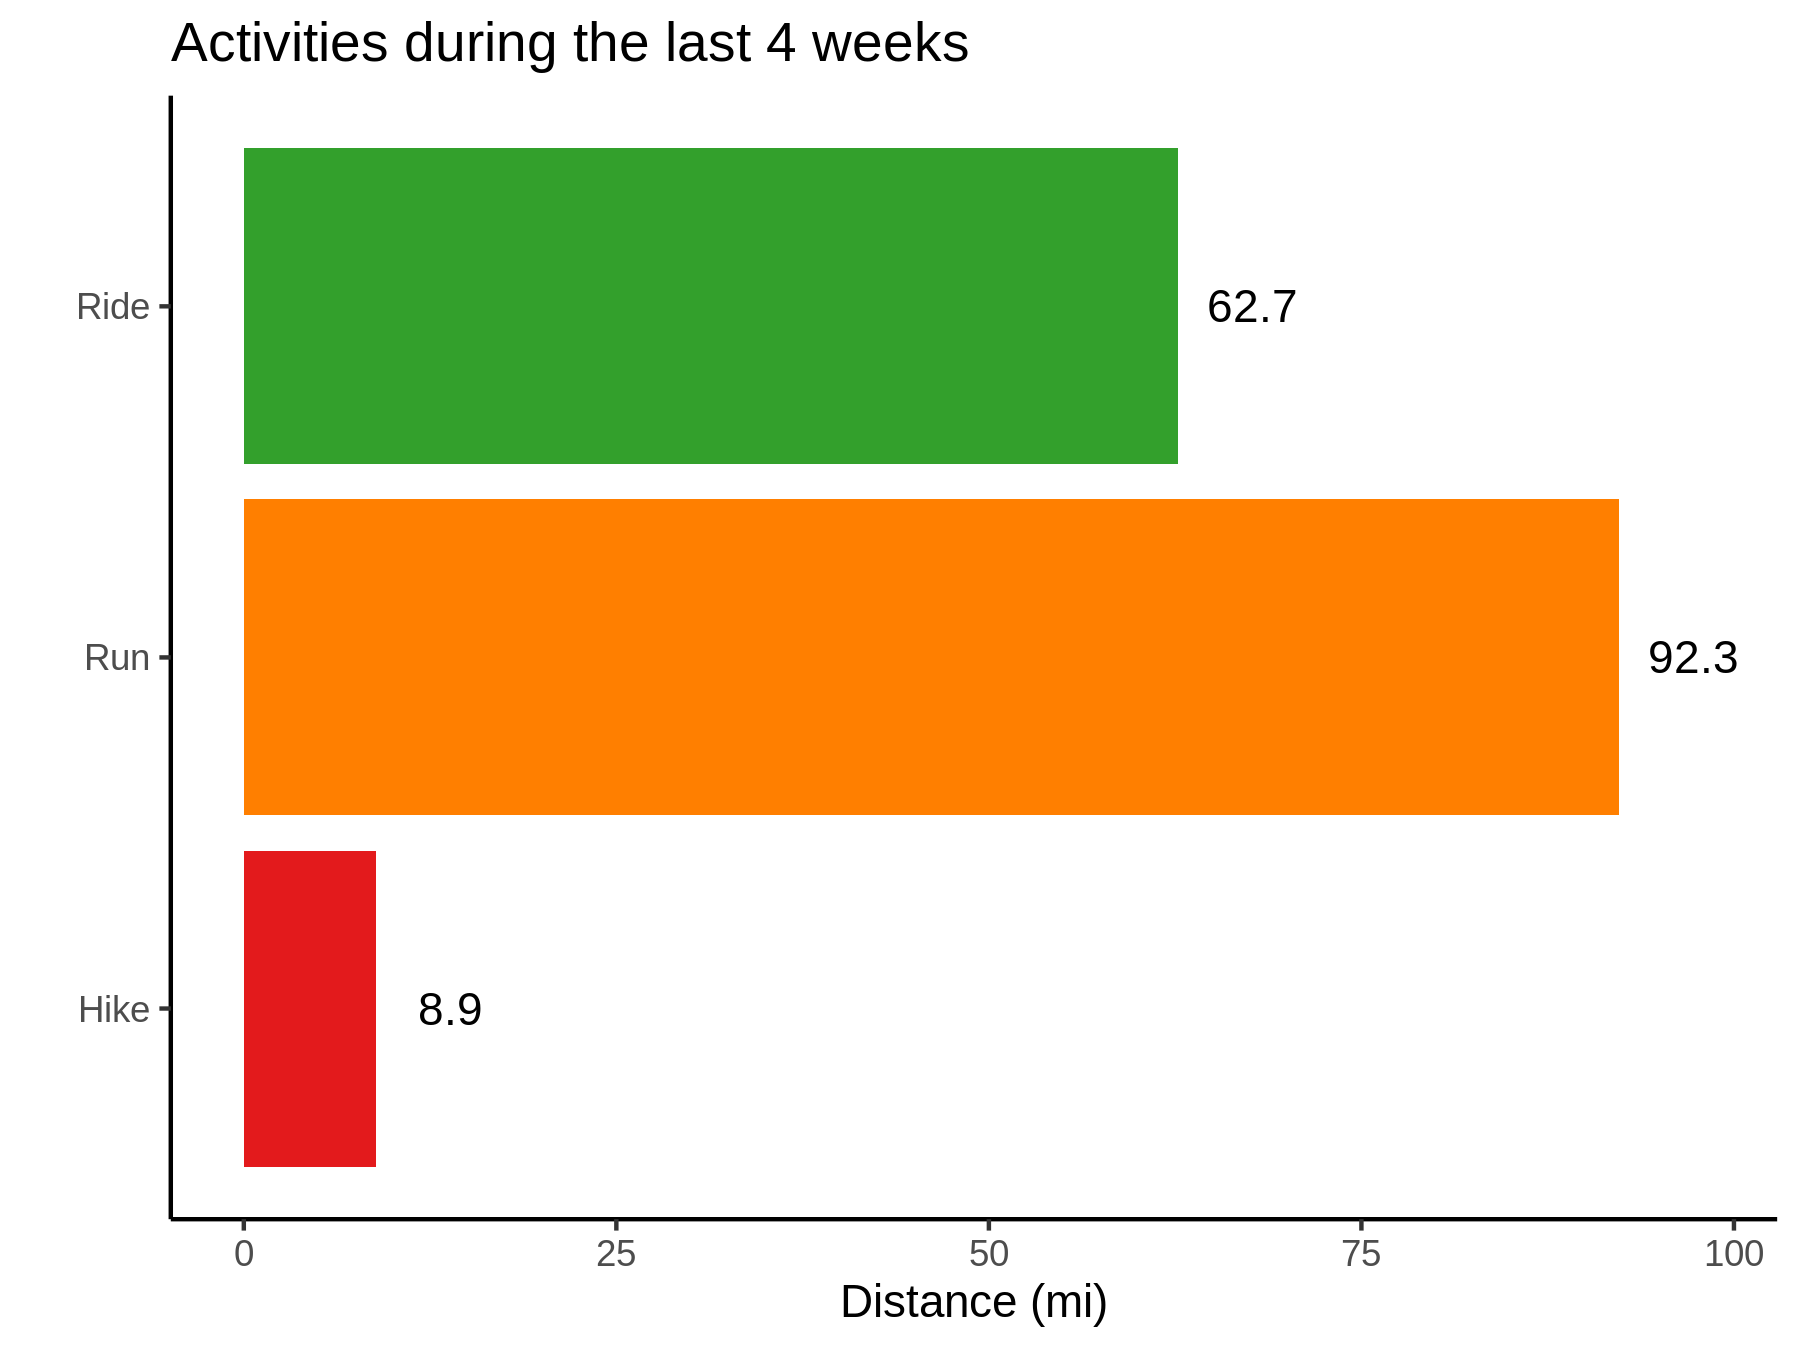 Activities during the last 4 weeks
Ride
62.7
Run
92.3
Hike
8.9
0 25 50 75 100
Distance (mi)